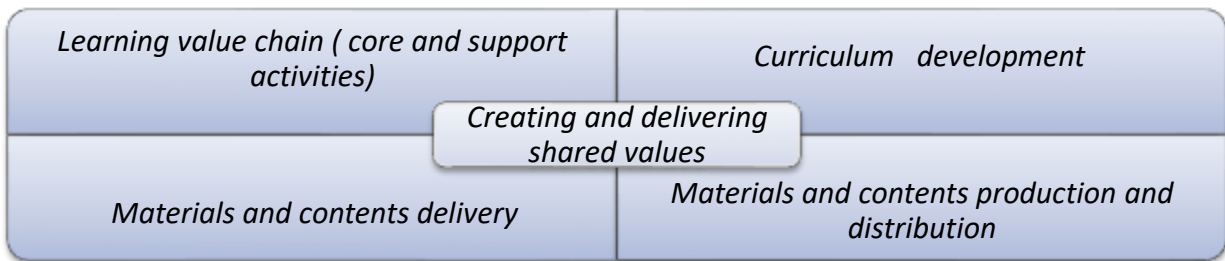 Learning value chain ( core and support
activities)
Curriculum development
Creating and delivering
shared values
Materials and contents delivery
Materials and contents production and
distribution